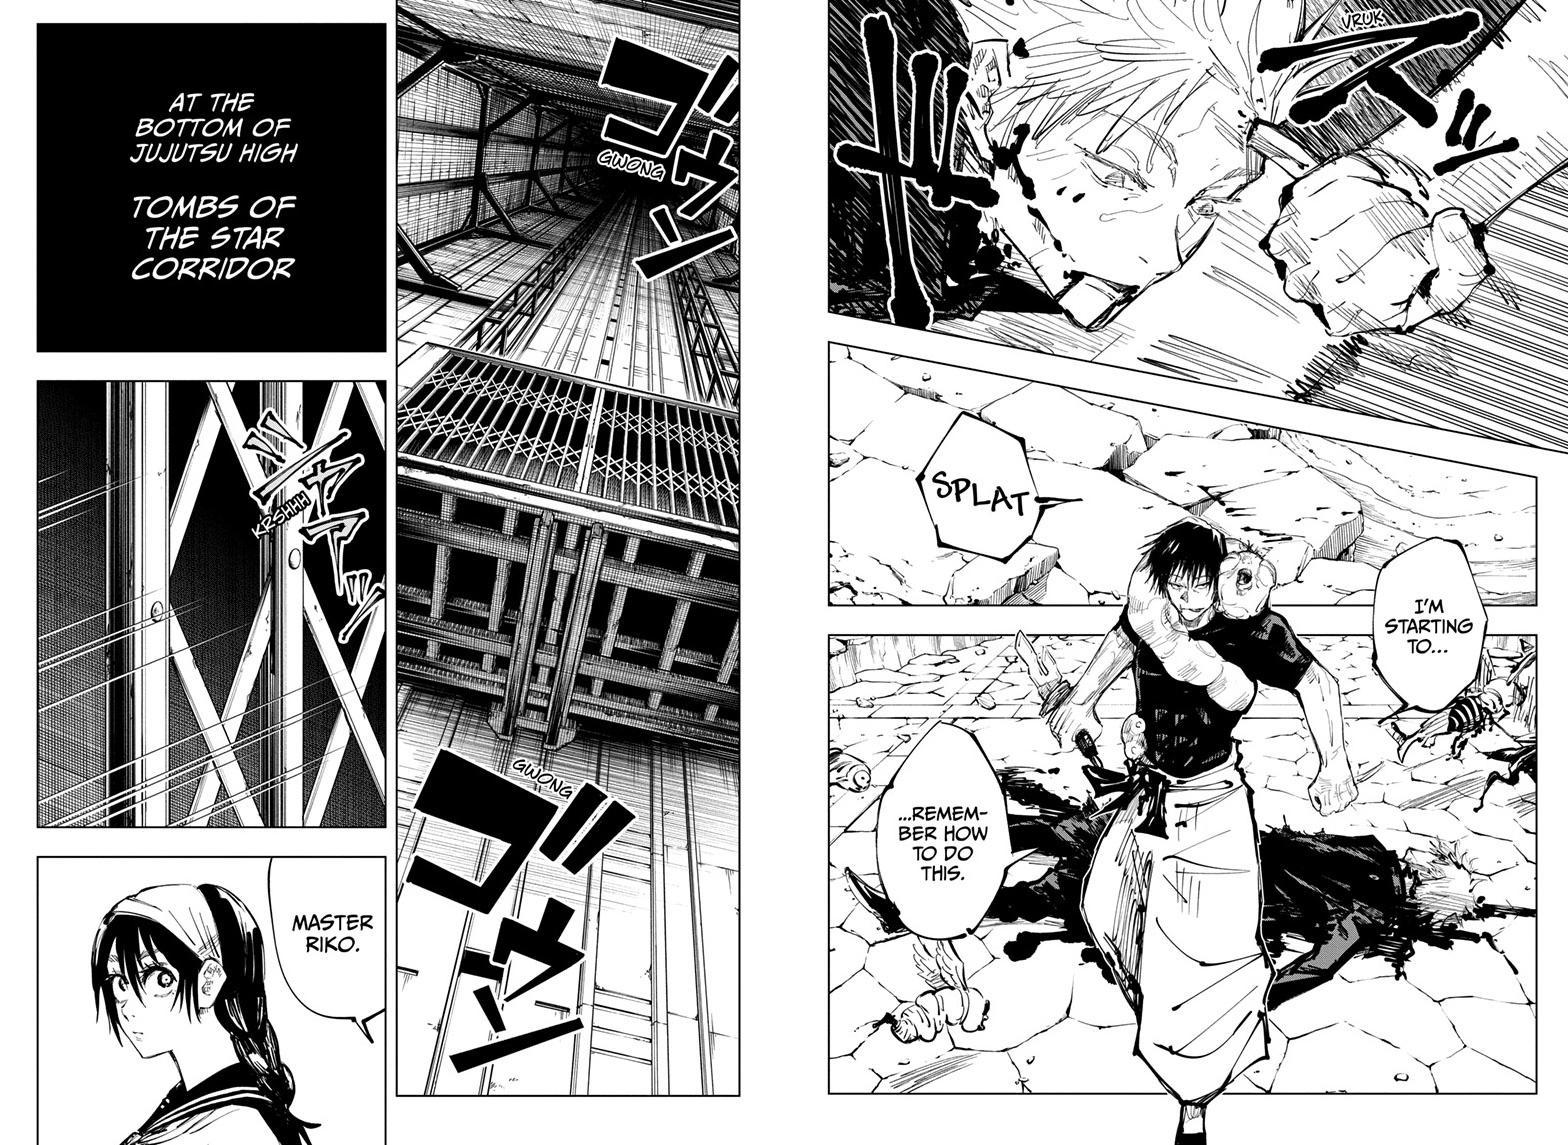 VRUK
SPLAT
I'M
STARTING
TO...
...REMEM-
BER HOW
TO DO
THIS.
ゴウン
GWONG
GWONG
ゴウン
AT THE
BOTTOM OF
JUJUTSU HIGH
TOMBS OF
THE STAR
CORRIDOR
KRSHHH
MASTER
RIKO.